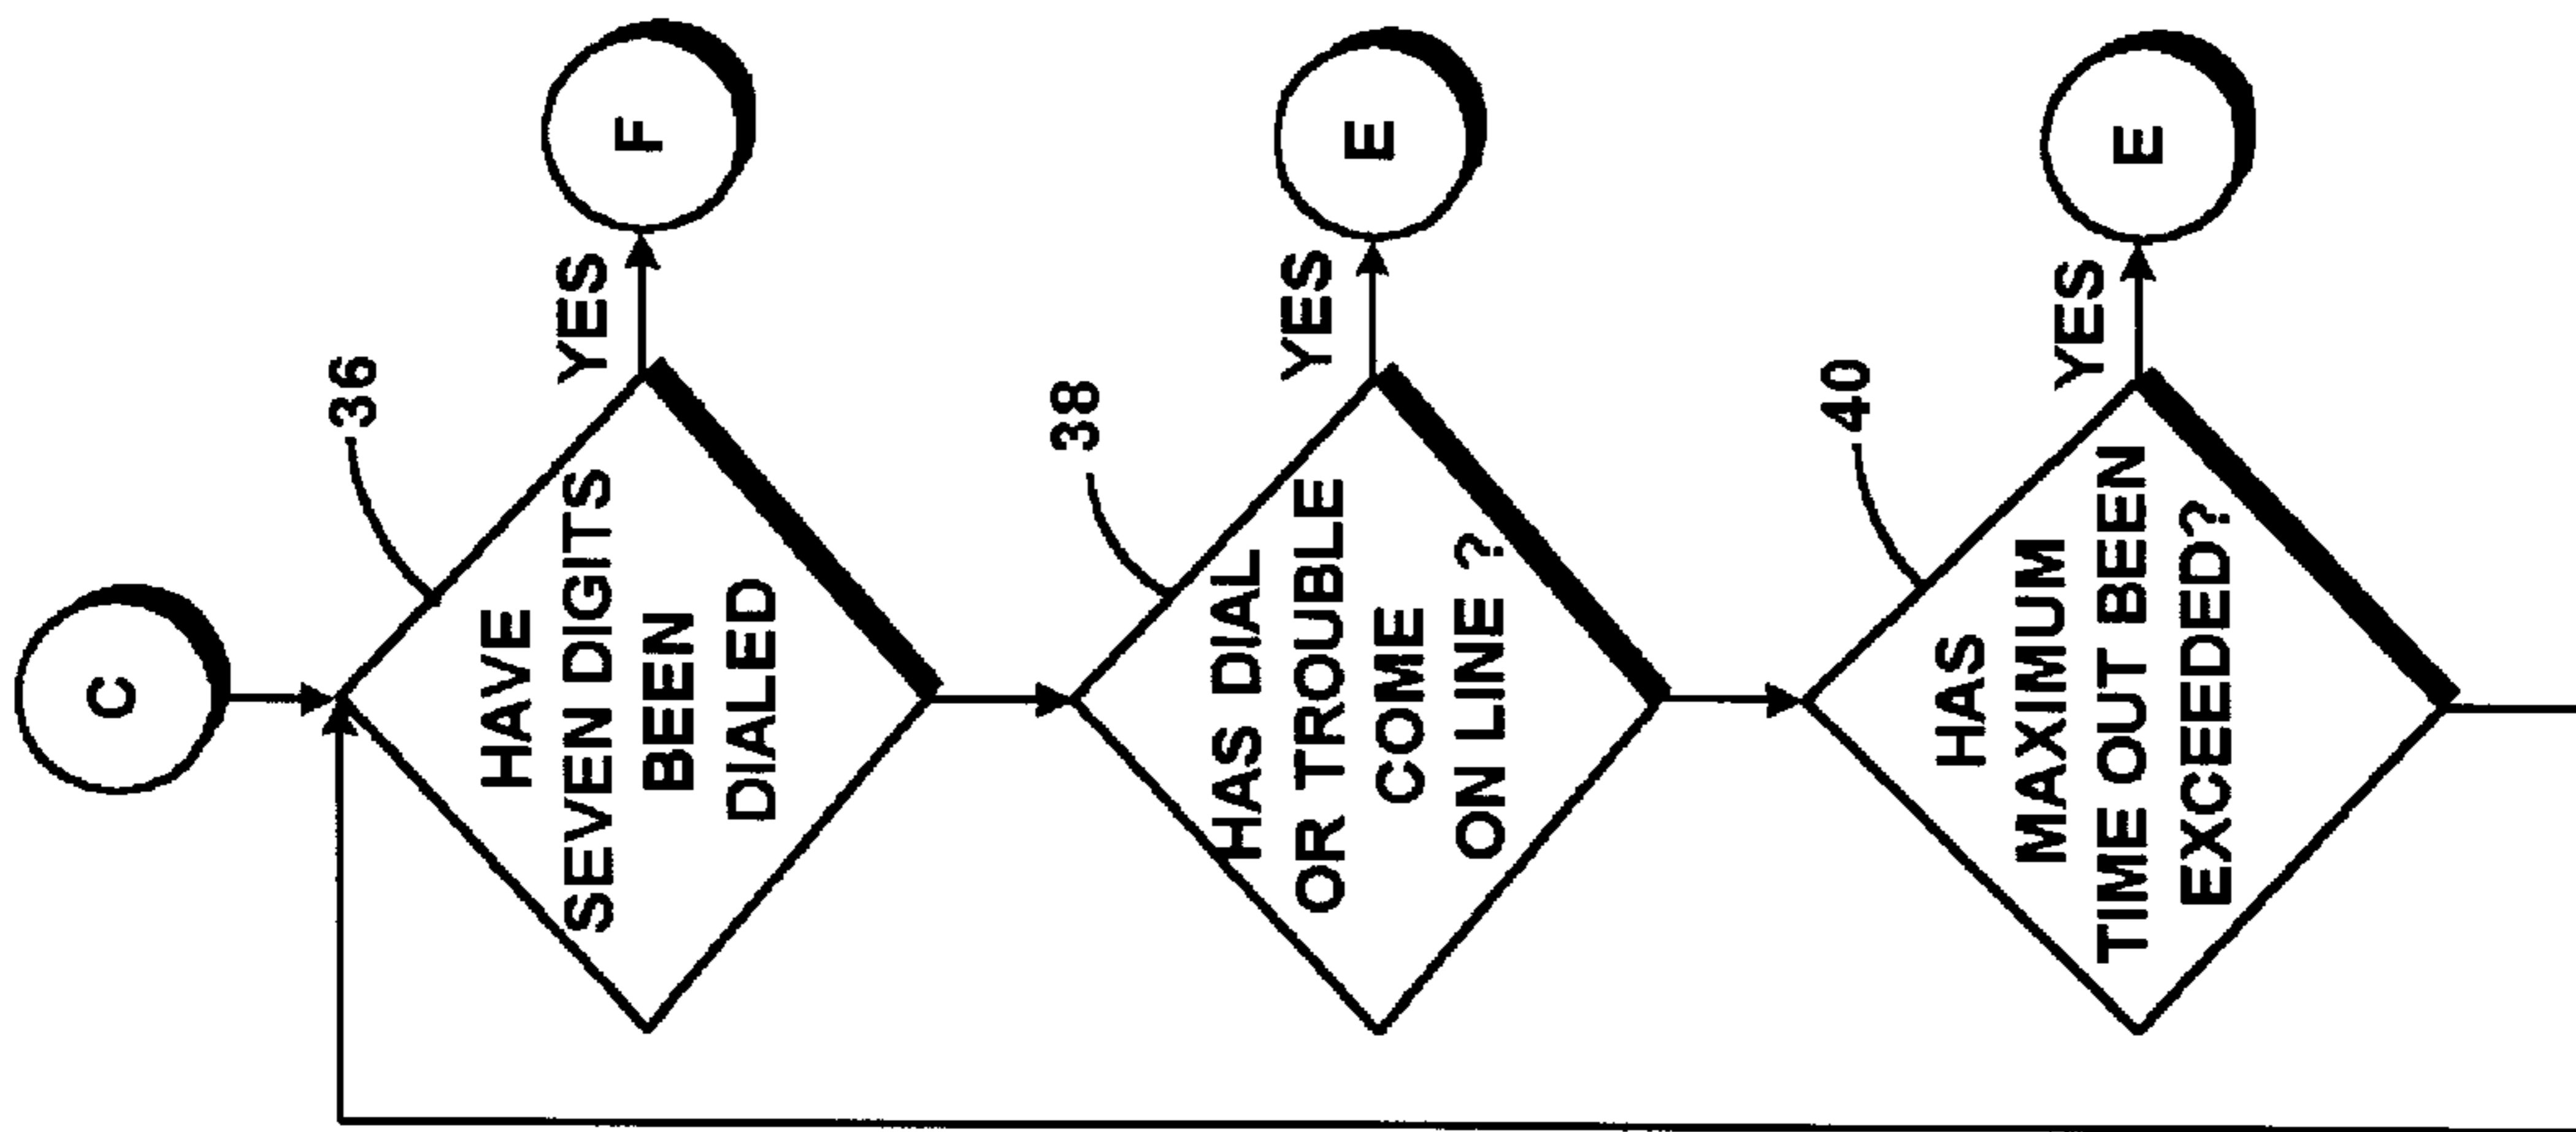 C
36
HAVE
SEVEN DIGITS
BEEN
DIALED
YES
F
38
HAS DIAL
OR TROUBLE
COME
ON LINE ?
YES
E
40
HAS
MAXIMUM
TIME OUT BEEN
EXCEEDED?
YES
E